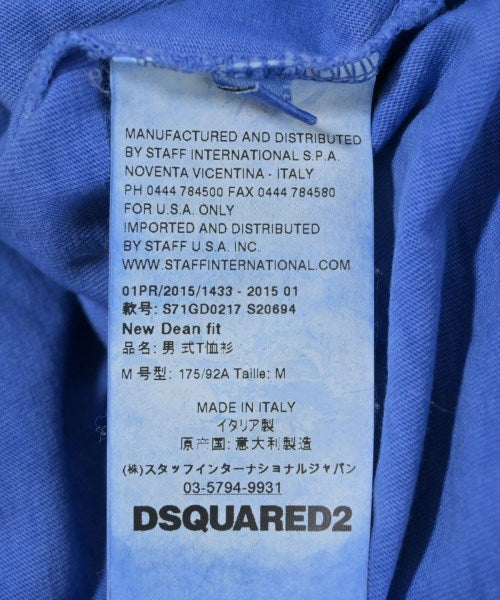 MANUFACTURED AND DISTRIBUTED
BY STAFF INTERNATIONAL S.P.A.
NOVENTA VICENTINA - ITALY
PH 0444 784500 FAX 0444 784580
FOR U.S.A. ONLY
IMPORTED AND DISTRIBUTED
BY STAFF U.S.A. INC.
WWW.STAFFINTERNATIONAL.COM
01PR/2015/1433 - 2015 01
款号: S71GD0217 S20694
New Dean fit
品名: 男 式T恤衫
M 号型: 175/92A Taille: M
MADE IN ITALY
イタリア製
原产国: 意大利製造
(株)スタッフインターナショナルジャパン
03-5794-9931
DSQUARED2